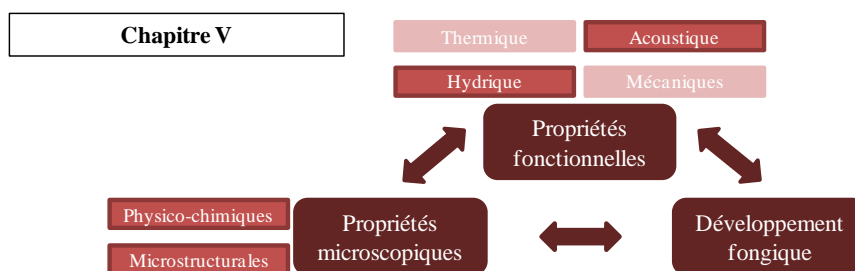 Chapitre V
Thermique
Acoustique
Hydrique
Mécaniques
Propriétés
fonctionnelles
Physico-chimiques
Microstructurales
Propriétés
microscopiques
Développement
fongique